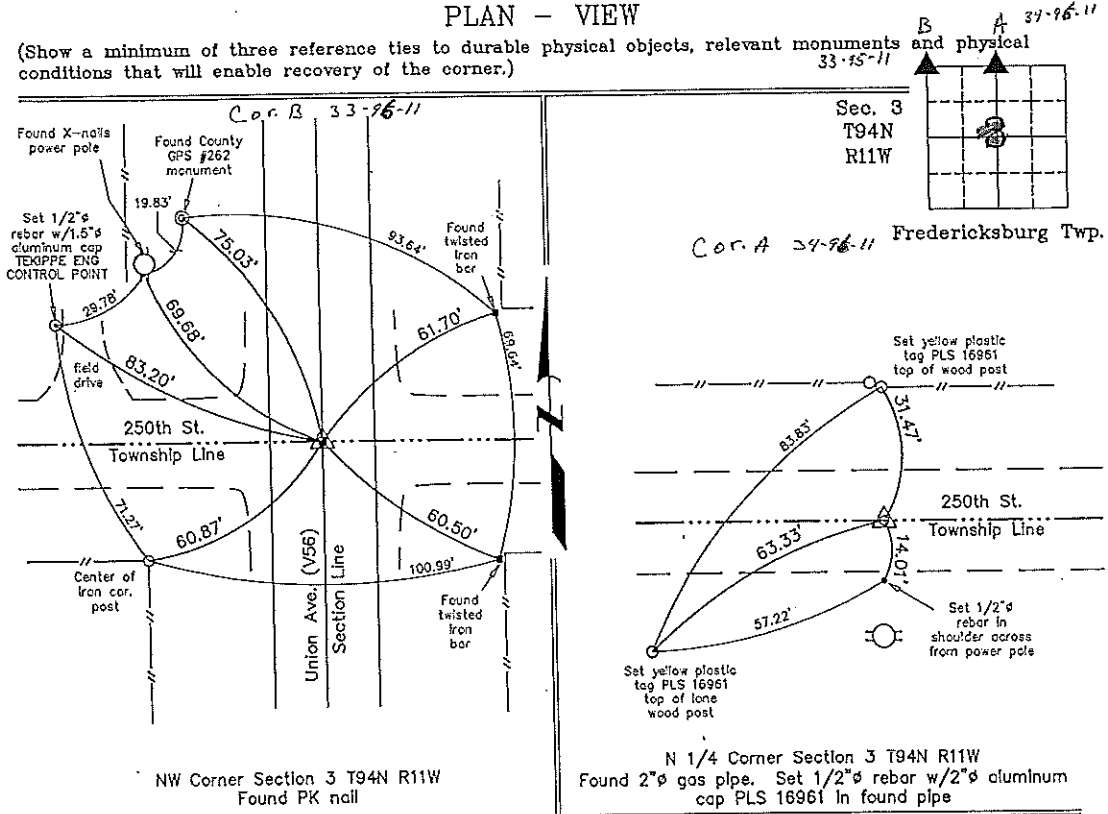 PLAN - VIEW
(Show a minimum of three reference ties to durable physical objects, relevant monuments and physical
conditions that will enable recovery of the corner.)
B
A
34-95-11
33-95-11
Cor. B 33-95-11
Found X-nails
power pole
Found County
GPS #262
monument
19.83'
Set 1/2"ø
rebar w/1.5"ø
aluminum cap
TEKIPPE ENG
CONTROL POINT
29.78'
75.03'
69.68'
83.20'
93.64'
Found
twisted
iron
bar
61.70'
69.64'
field
drive
250th St.
Township Line
71.27'
60.87'
60.50'
100.99'
Center of
iron cor.
post
Union Ave. (V56)
Section Line
Found
twisted
iron
bar
NW Corner Section 3 T94N R11W
Found PK nail
Sec. 3
T94N
R11W
Fredericksburg Twp.
Cor. A 34-95-11
Set yellow plastic
tag PLS 16961
top of wood post
83.83'
31.47'
250th St.
Township Line
63.33'
14.01'
57.22'
Set 1/2"ø
rebar in
shoulder across
from power pole
Set yellow plastic
tag PLS 16961
top of lone
wood post
N 1/4 Corner Section 3 T94N R11W
Found 2"ø gas pipe. Set 1/2"ø rebar w/2"ø aluminum
cap PLS 16961 in found pipe